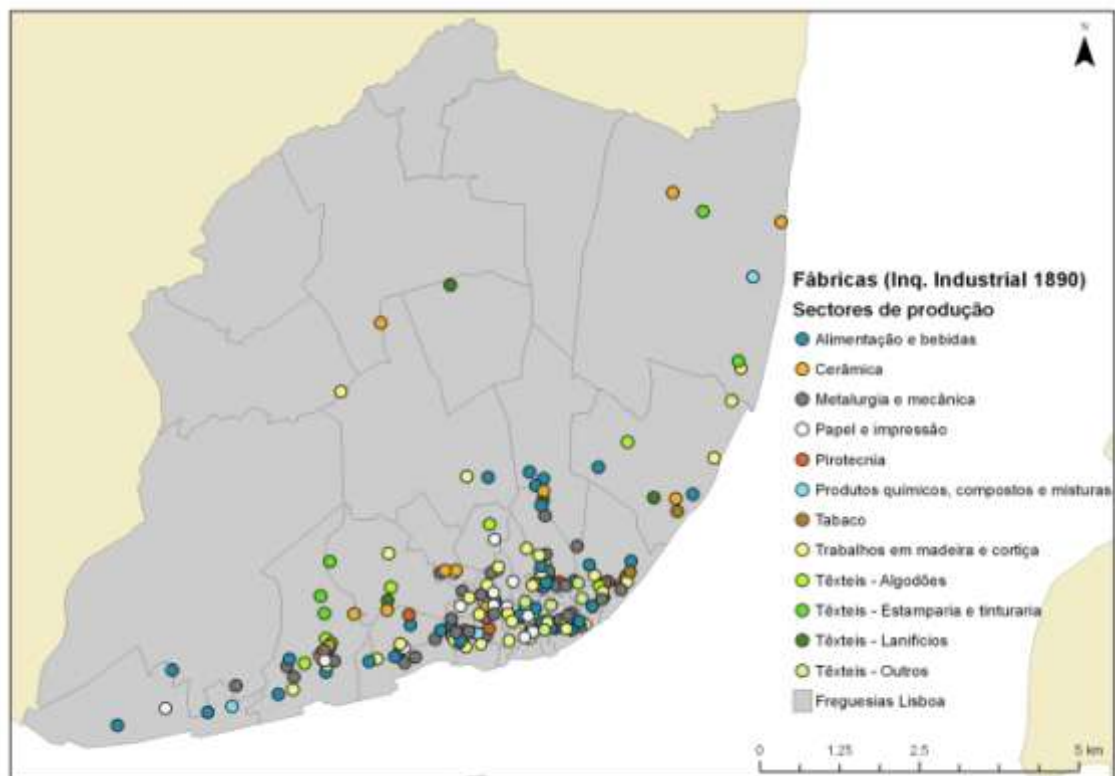 N
Fábricas (Inq. Industrial 1890)
Sectores de produção
Alimentação e bebidas
Cerâmica
Metalurgia e mecânica
Papel e impressão
Pirotecnia
Produtos químicos, compostos e misturas
Tabaco
Trabalhos em madeira e cortiça
Têxteis - Algodões
Têxteis - Estamparia e tinturaria
Têxteis - Lanifícios
Têxteis - Outros
Freguesias Lisboa
0 1.25 2.5 5 km